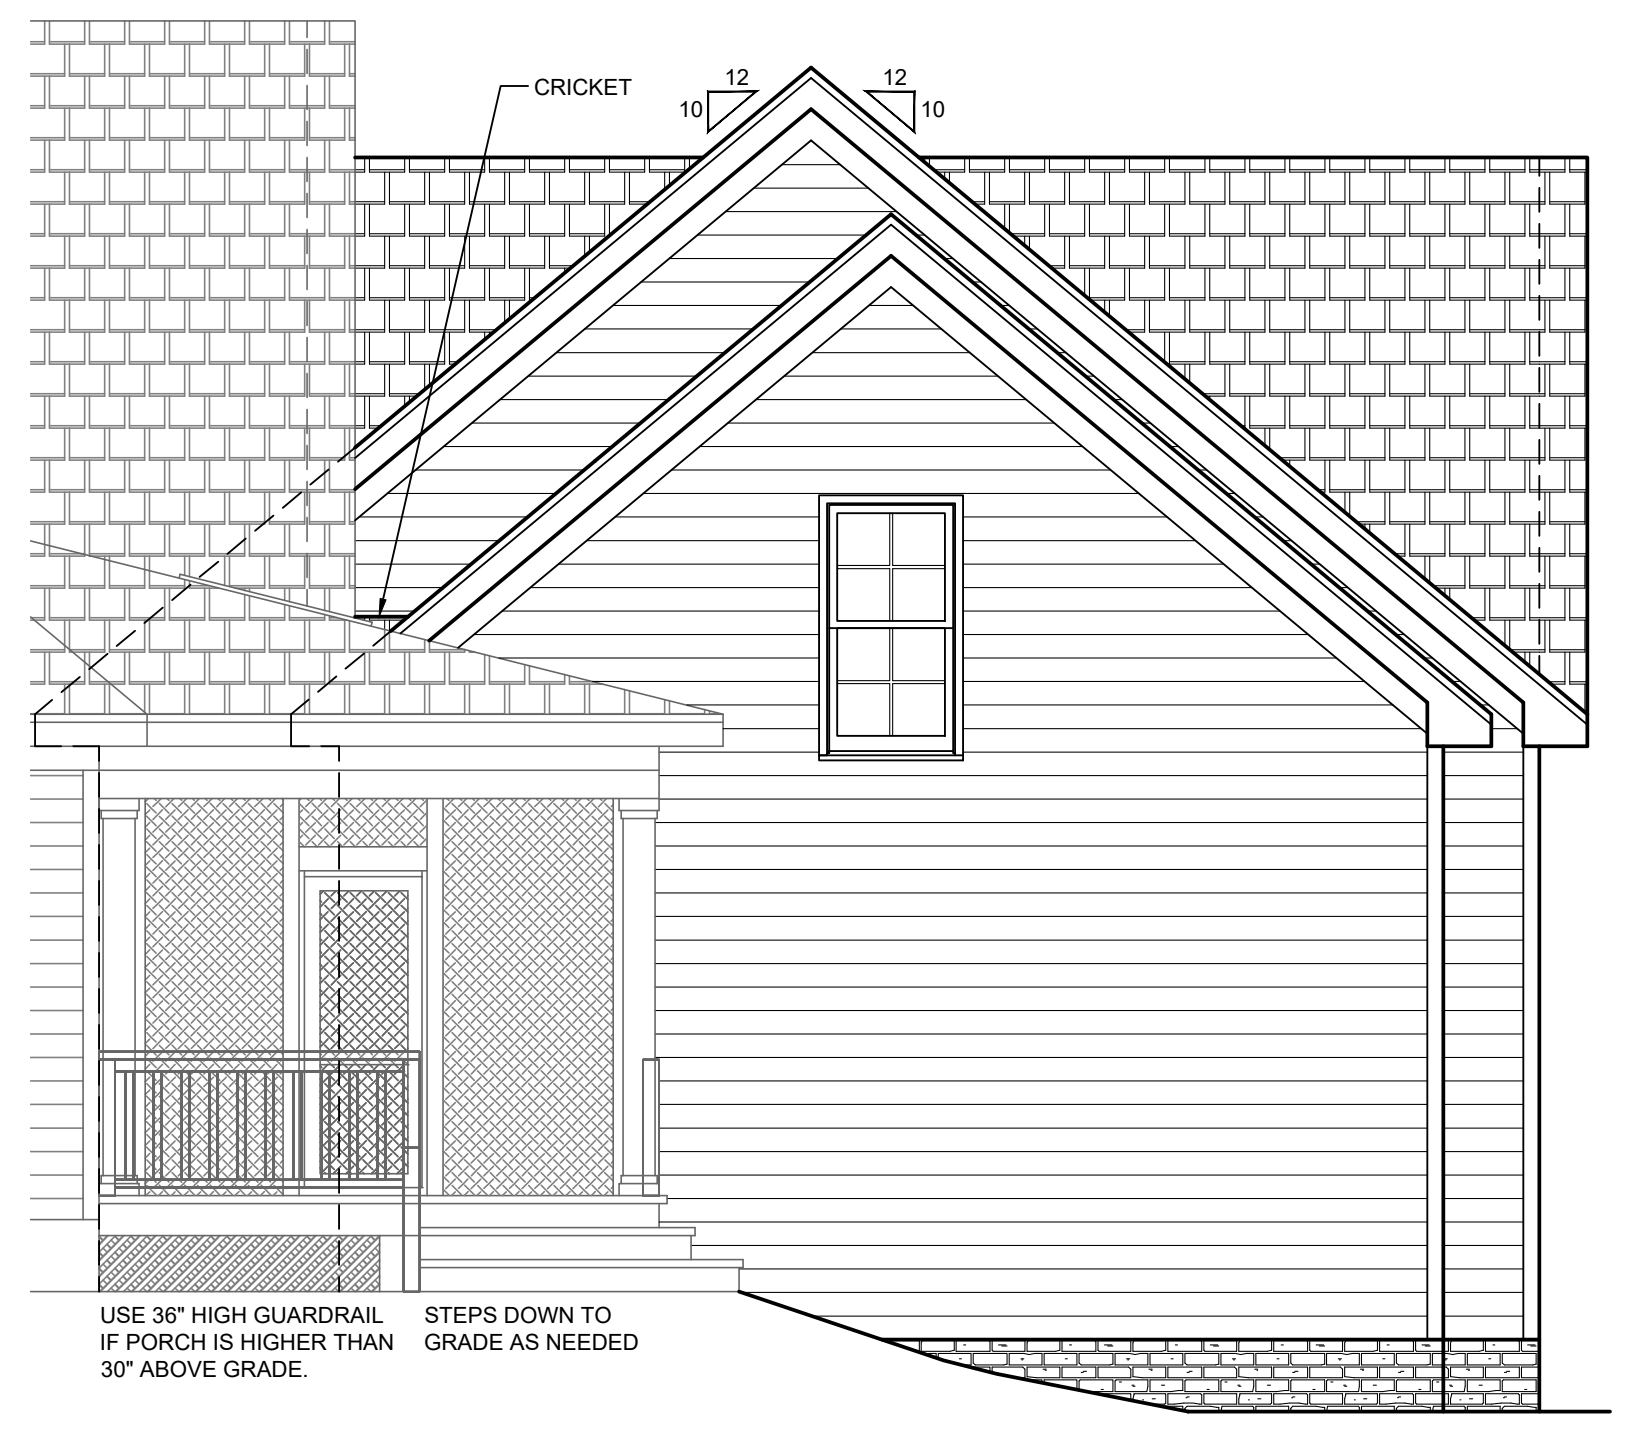 CRICKET
12
10
12
10
USE 36" HIGH GUARDRAIL
IF PORCH IS HIGHER THAN
30" ABOVE GRADE.
STEPS DOWN TO
GRADE AS NEEDED